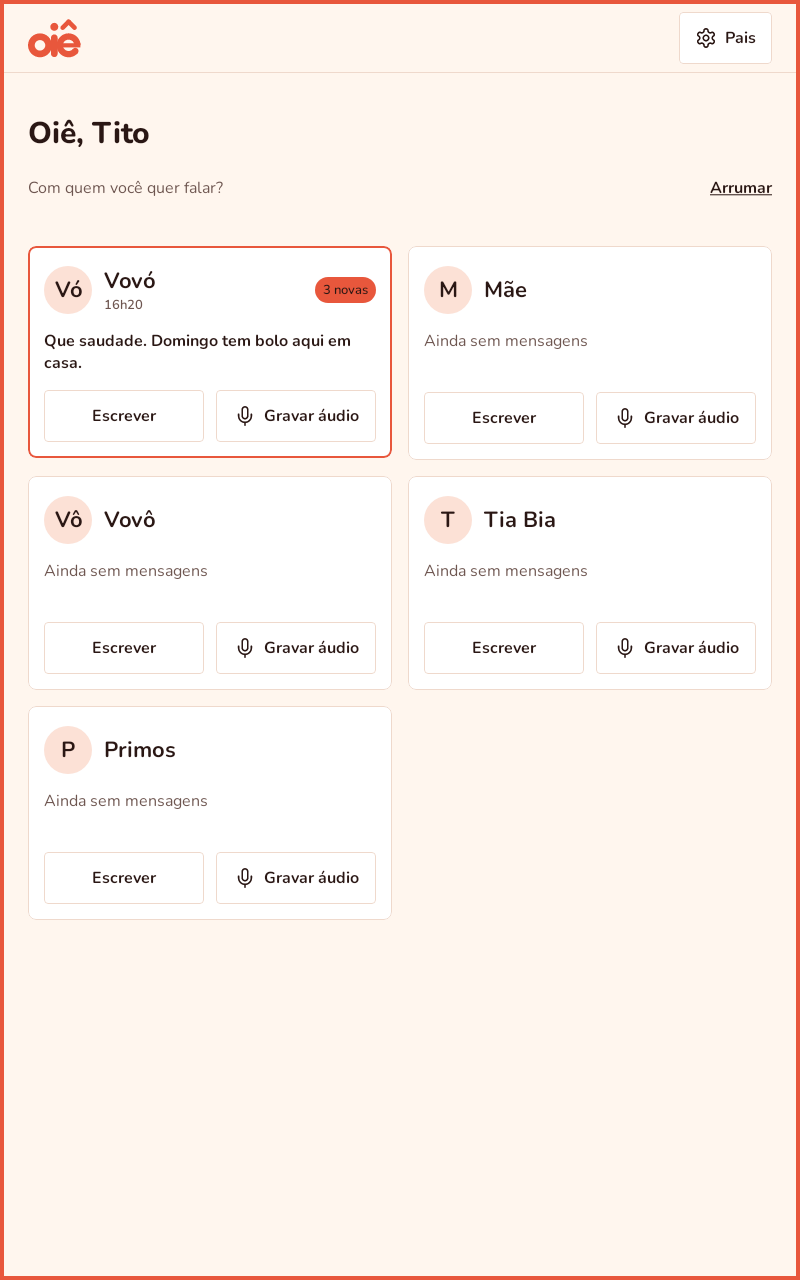 oiê
Pais
Oiê, Tito
Com quem você quer falar?
Arrumar
Vó
Vovó
16h20
3 novas
Que saudade. Domingo tem bolo aqui em
casa.
Escrever
Gravar áudio
M
Mãe
Ainda sem mensagens
Escrever
Gravar áudio
Vô
Vovô
Ainda sem mensagens
Escrever
Gravar áudio
T
Tia Bia
Ainda sem mensagens
Escrever
Gravar áudio
P
Primos
Ainda sem mensagens
Escrever
Gravar áudio